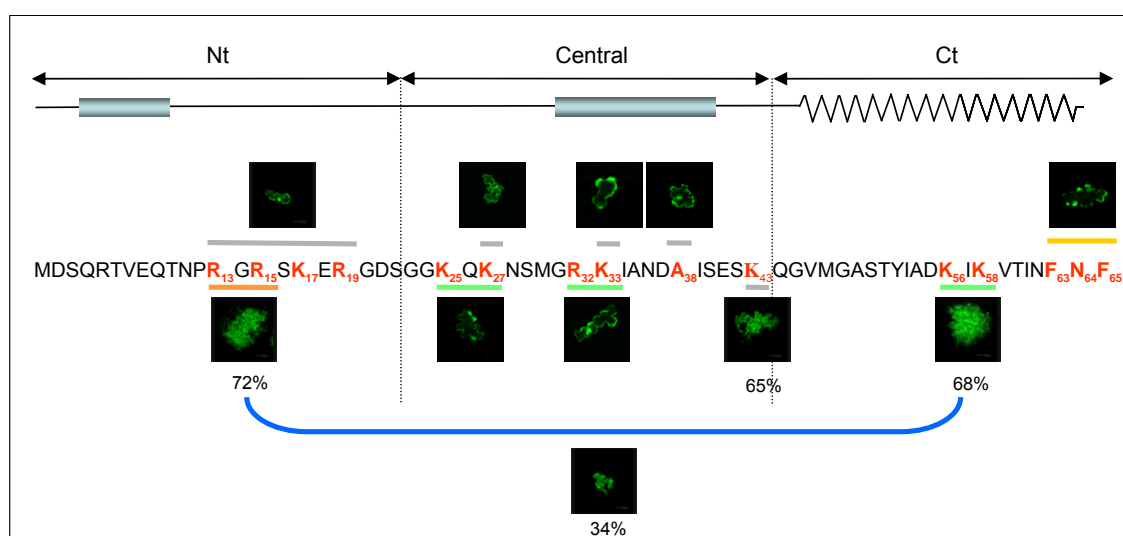 Nt Central Ct
MDSQRTVEQTNPR13GR15SK17ER19GDSGGK25QK27NSMGR32K33IANDA38ISESK43QGVMGASTYIADK56IK58VTINF63N64F65
72% 65% 68%
34%